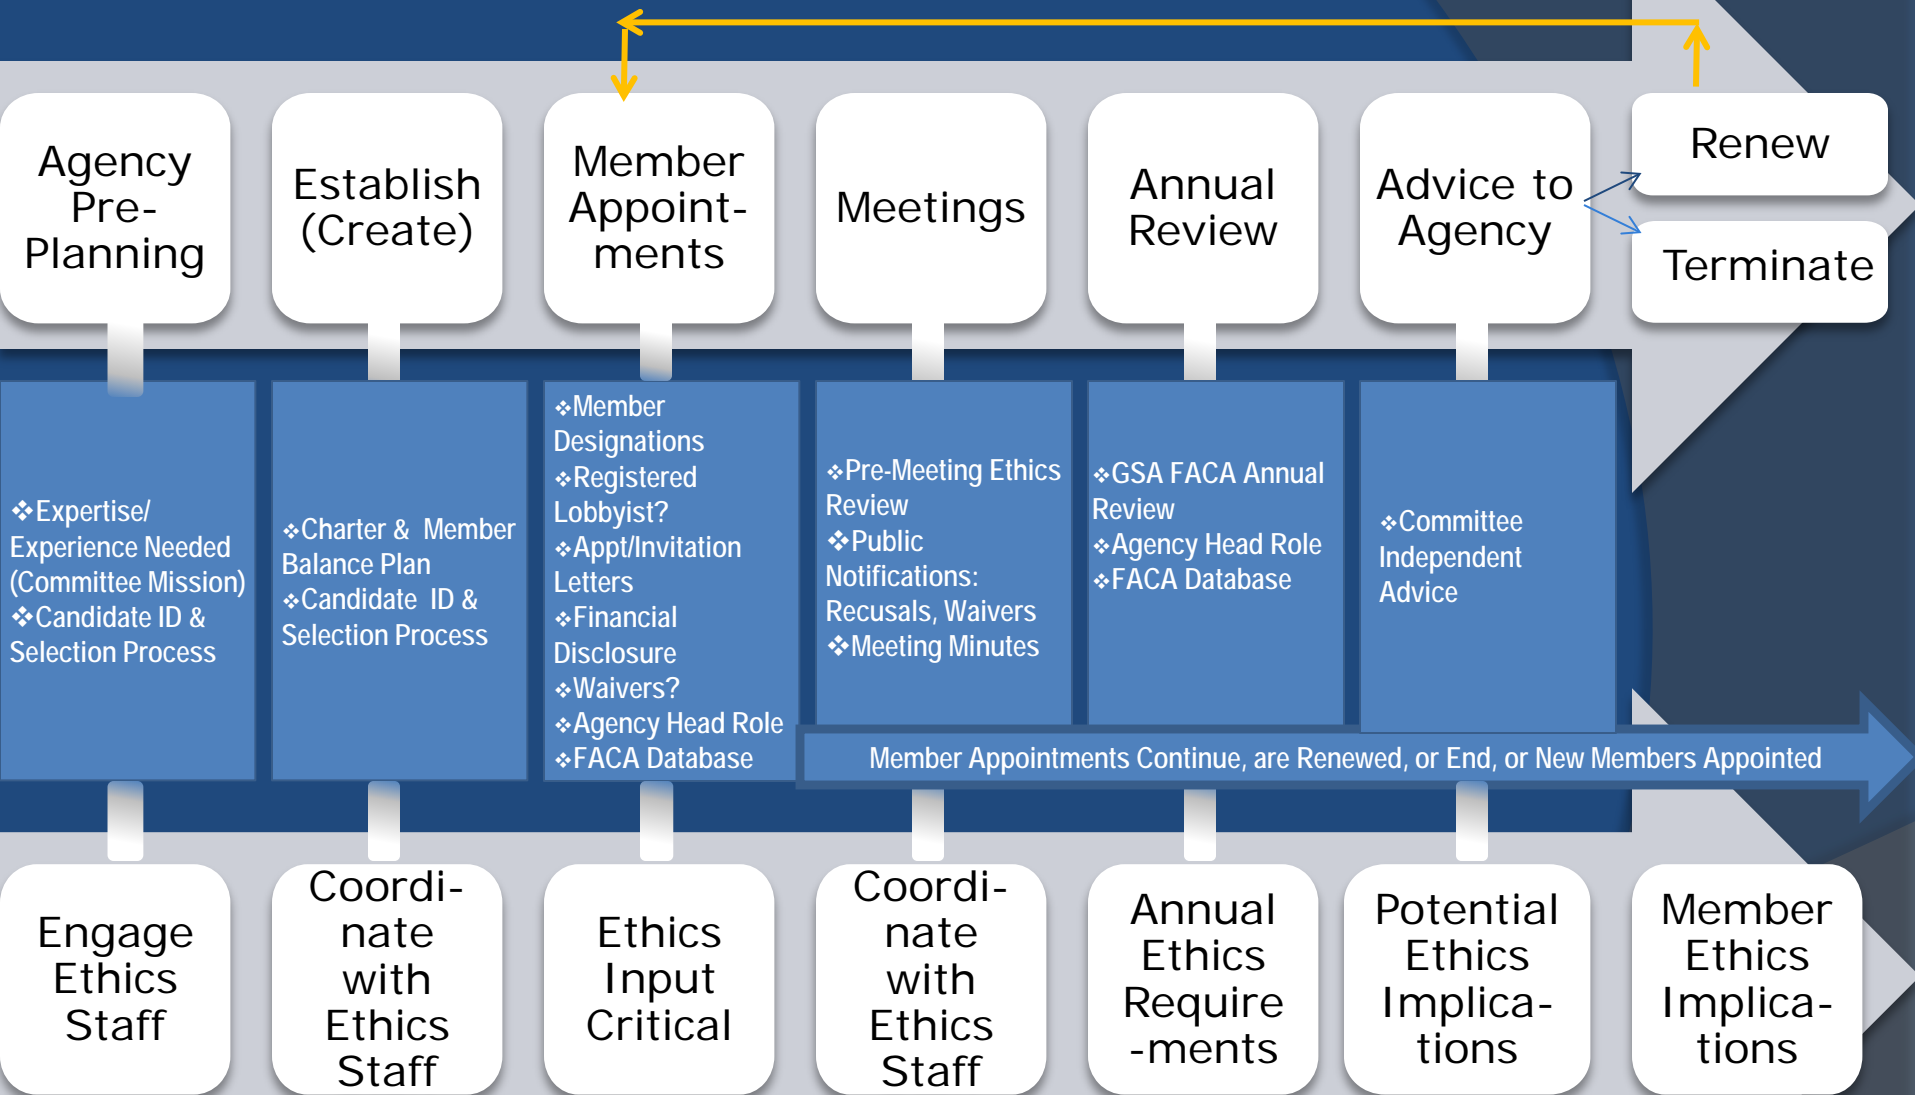 Agency
Pre-
Planning
Establish
(Create)
Member
Appoint-
ments
Meetings
Annual
Review
Advice to
Agency
Renew
Terminate
❖Expertise/
Experience Needed
(Committee Mission)
❖Candidate ID &
Selection Process
❖Charter & Member
Balance Plan
❖Candidate ID &
Selection Process
❖Member
Designations
❖Registered
Lobbyist?
❖Appt/Invitation
Letters
❖Financial
Disclosure
❖Waivers?
❖Agency Head Role
❖FACA Database
❖Pre-Meeting Ethics
Review
❖Public
Notifications:
Recusals, Waivers
❖Meeting Minutes
❖GSA FACA Annual
Review
❖Agency Head Role
❖FACA Database
❖Committee
Independent
Advice
Member Appointments Continue, are Renewed, or End, or New Members Appointed
Engage
Ethics
Staff
Coordi-
nate
with
Ethics
Staff
Ethics
Input
Critical
Coordi-
nate
with
Ethics
Staff
Annual
Ethics
Require
-ments
Potential
Ethics
Implica-
tions
Member
Ethics
Implica-
tions